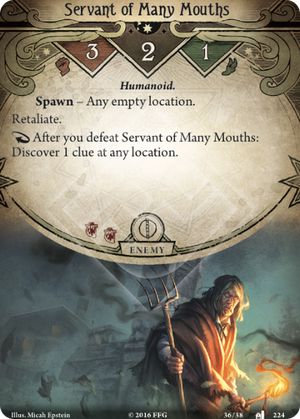 Servant of Many Mouths
3 2 1
Humanoid.
Spawn – Any empty location.
Retaliate.
After you defeat Servant of Many Mouths:
Discover 1 clue at any location.
ENEMY
Illus. Micah Epstein © 2016 FFG 36/38 224